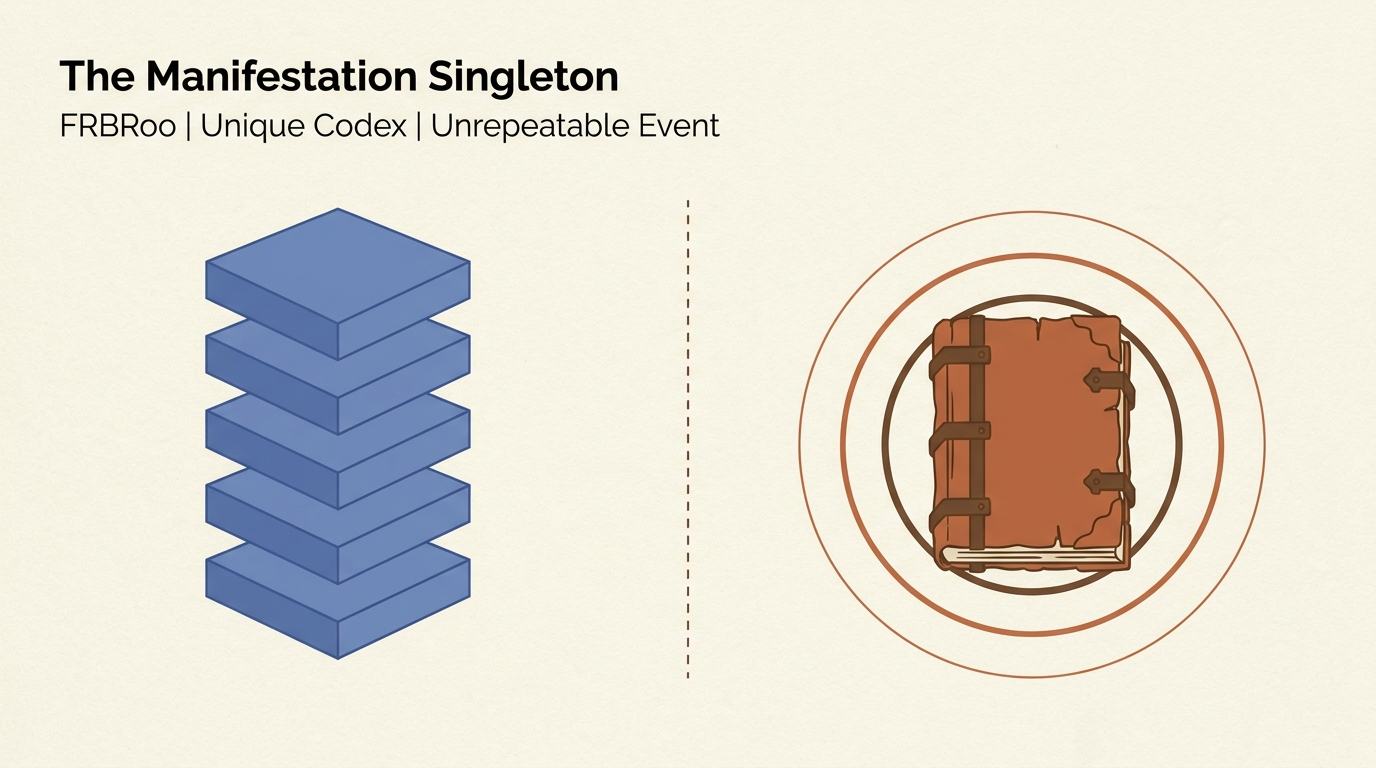 The Manifestation Singleton
FRBRoo | Unique Codex | Unrepeatable Event